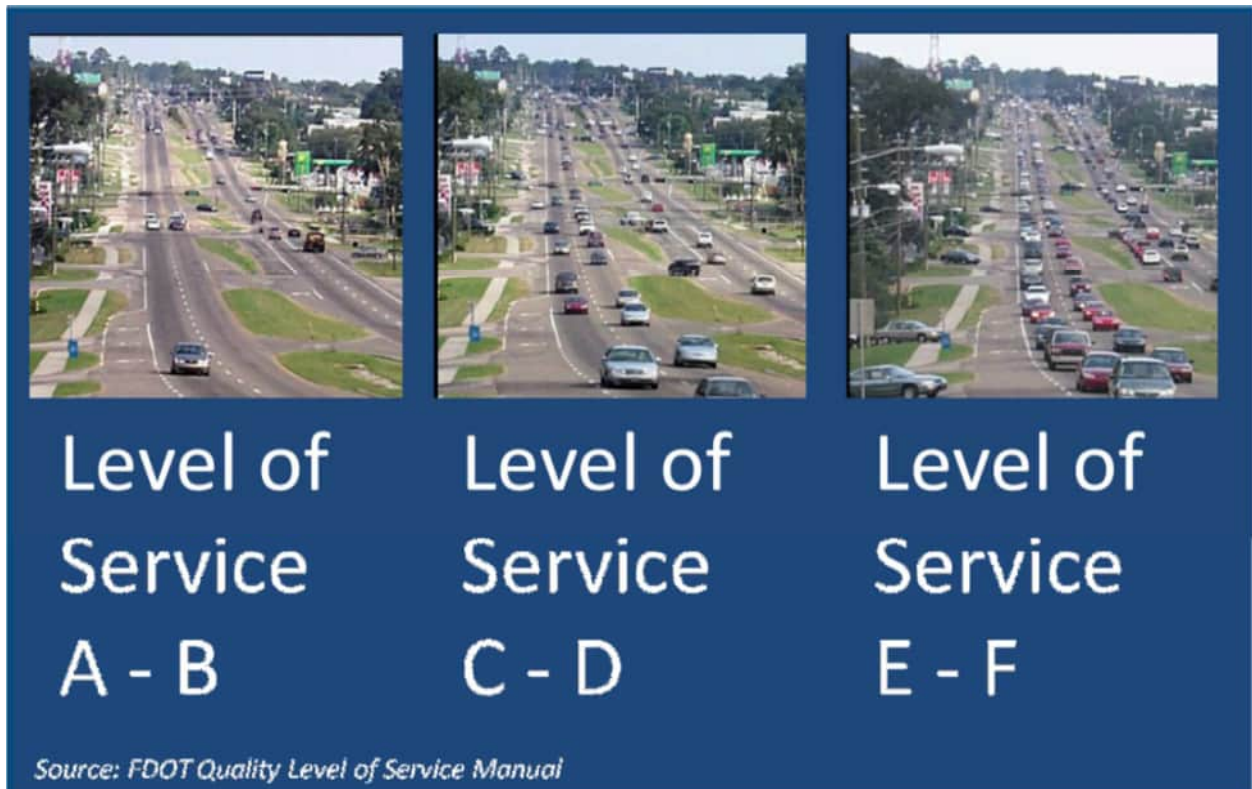 Level of
Service
A - B
Level of
Service
C - D
Level of
Service
E - F
Source: FDOT Quality Level of Service Manual